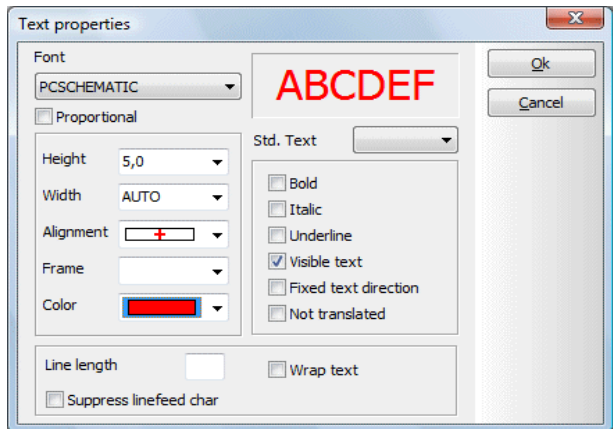 Text properties
Font
PCSCHEMATIC
Proportional
ABCDEF
Ok
Cancel
Std. Text
Height 5,0
Width AUTO
Alignment
Frame
Color
Bold
Italic
Underline
Visible text
Fixed text direction
Not translated
Line length
Wrap text
Suppress linefeed char